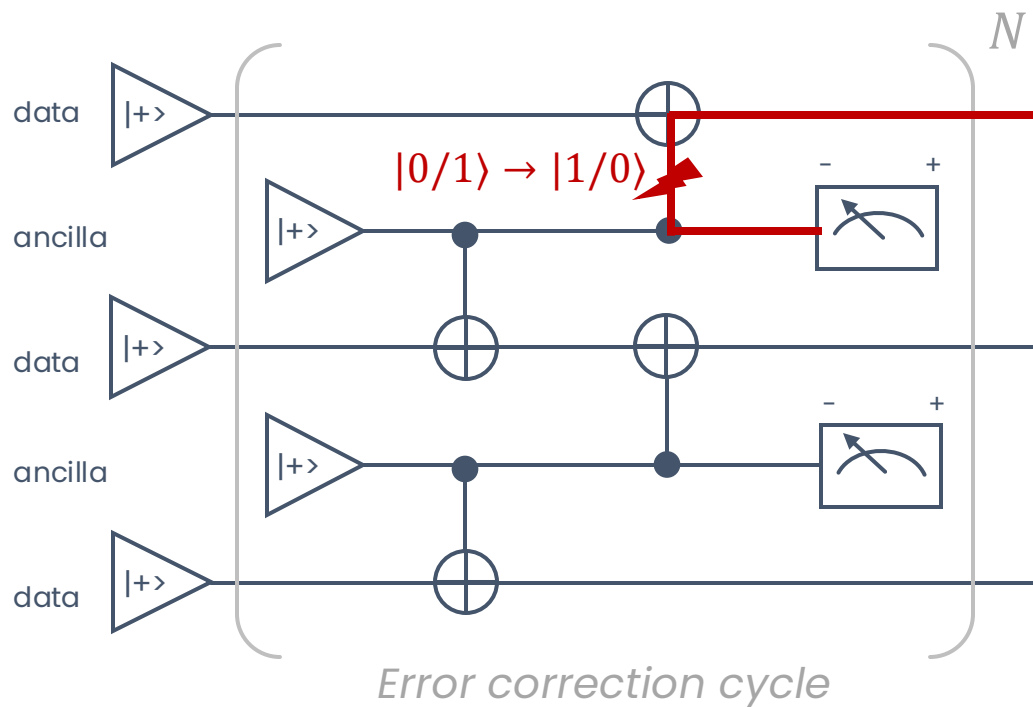 N
data
|+>
|0/1⟩ → |1/0⟩
- +
ancilla
|+>
data
|+>
- +
ancilla
|+>
data
|+>
Error correction cycle